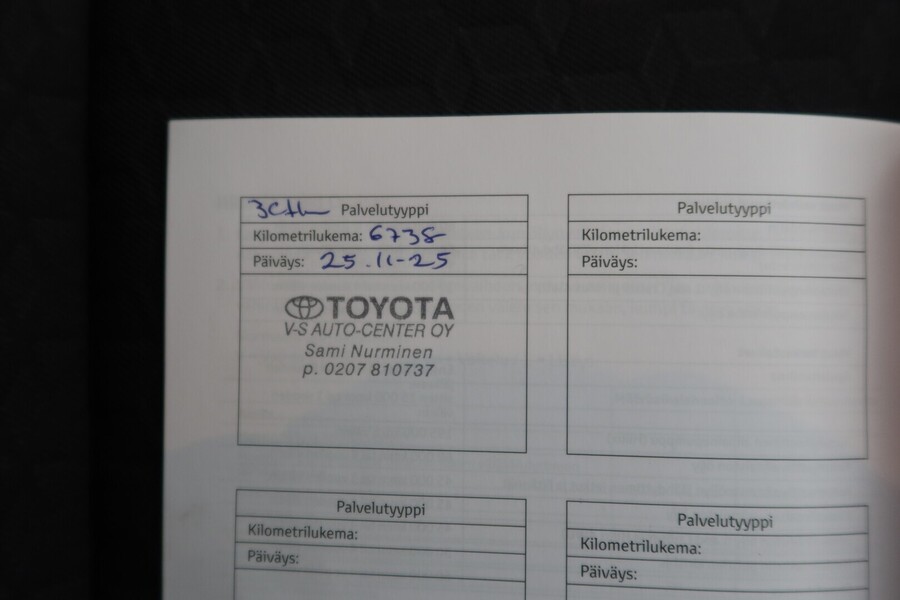 Palvelutyyppi
Kilometrilukema: 6738
Päiväys: 25.11-25
TOYOTA
V-S AUTO-CENTER OY
Sami Nurminen
p. 0207 810737
Palvelutyyppi
Kilometrilukema:
Päiväys:
Palvelutyyppi
Kilometrilukema:
Päiväys:
Palvelutyyppi
Kilometrilukema:
Päiväys: